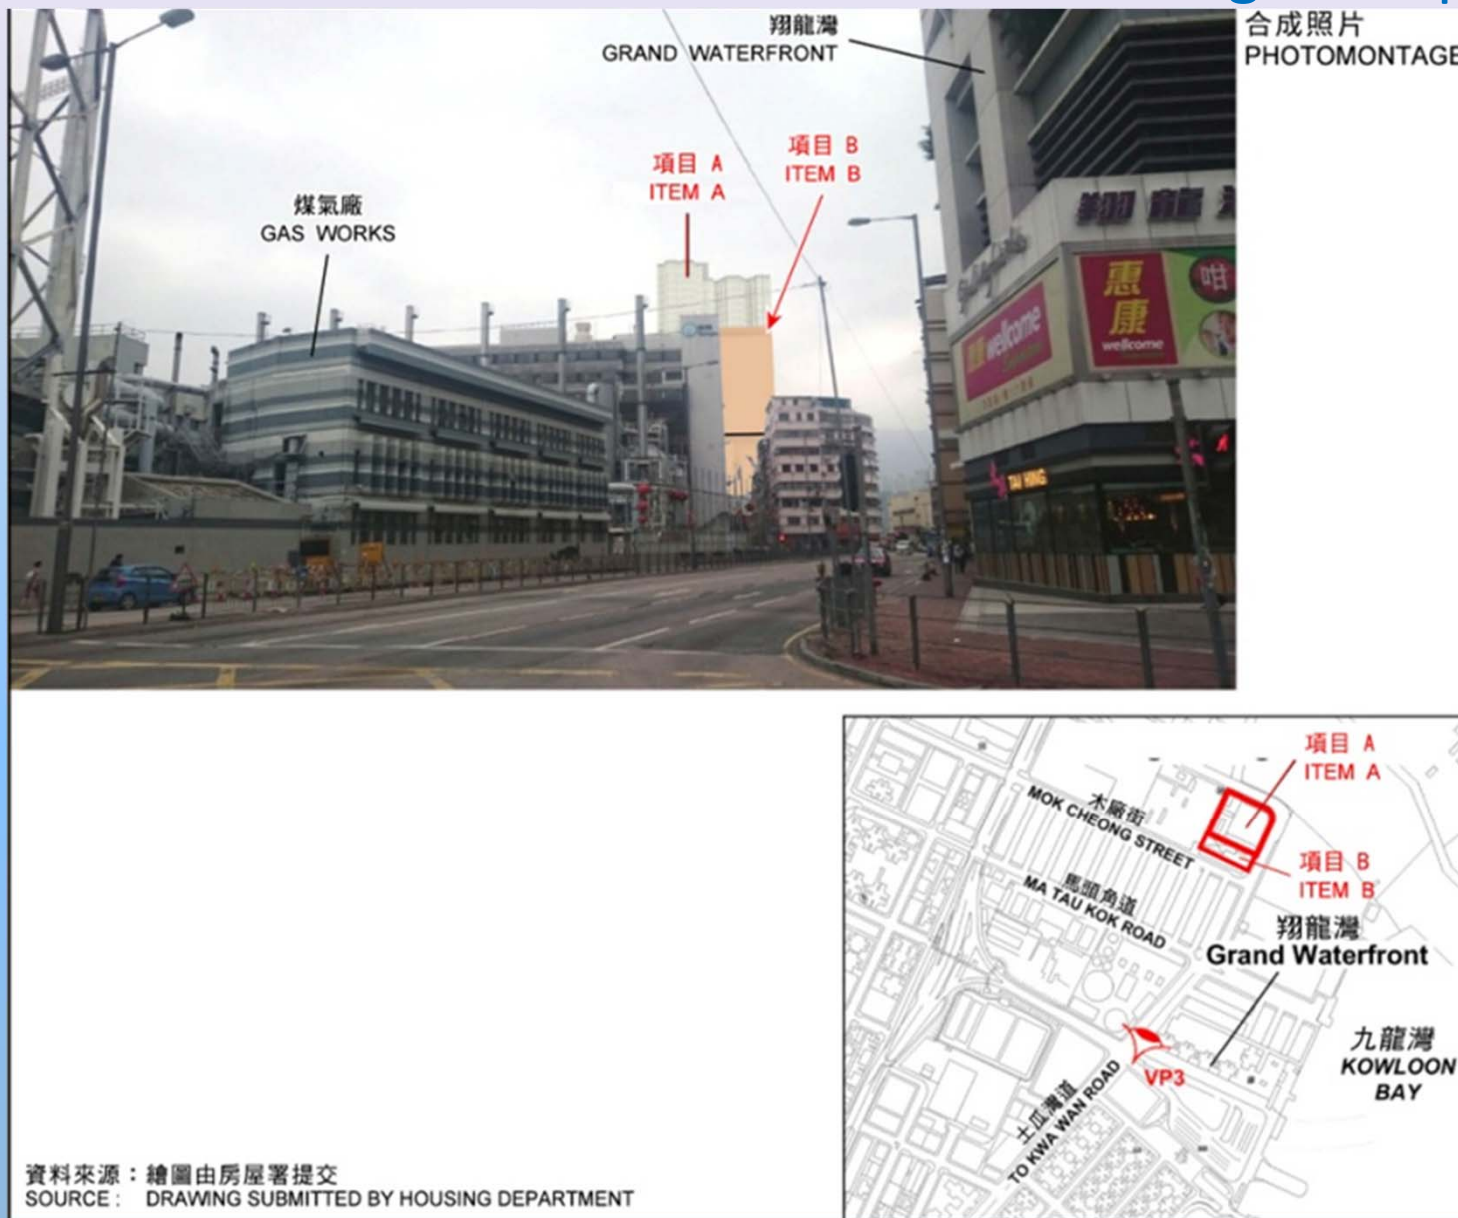 翔龍灣
GRAND WATERFRONT
合成照片
PHOTOMONTAGE
項目 A
ITEM A
項目 B
ITEM B
煤氣廠
GAS WORKS
翔龍
惠康
wellcome
wellcome
咁
TAI HING
項目 A
ITEM A
木廠街
MOK CHEONG STREET
項目 B
ITEM B
馬頭角道
MA TAU KOK ROAD
翔龍灣
Grand Waterfront
九龍灣
KOWLOON
BAY
VP3
土瓜灣道
TO KWA WAN ROAD
資料來源：繪圖由房屋署提交
SOURCE : DRAWING SUBMITTED BY HOUSING DEPARTMENT